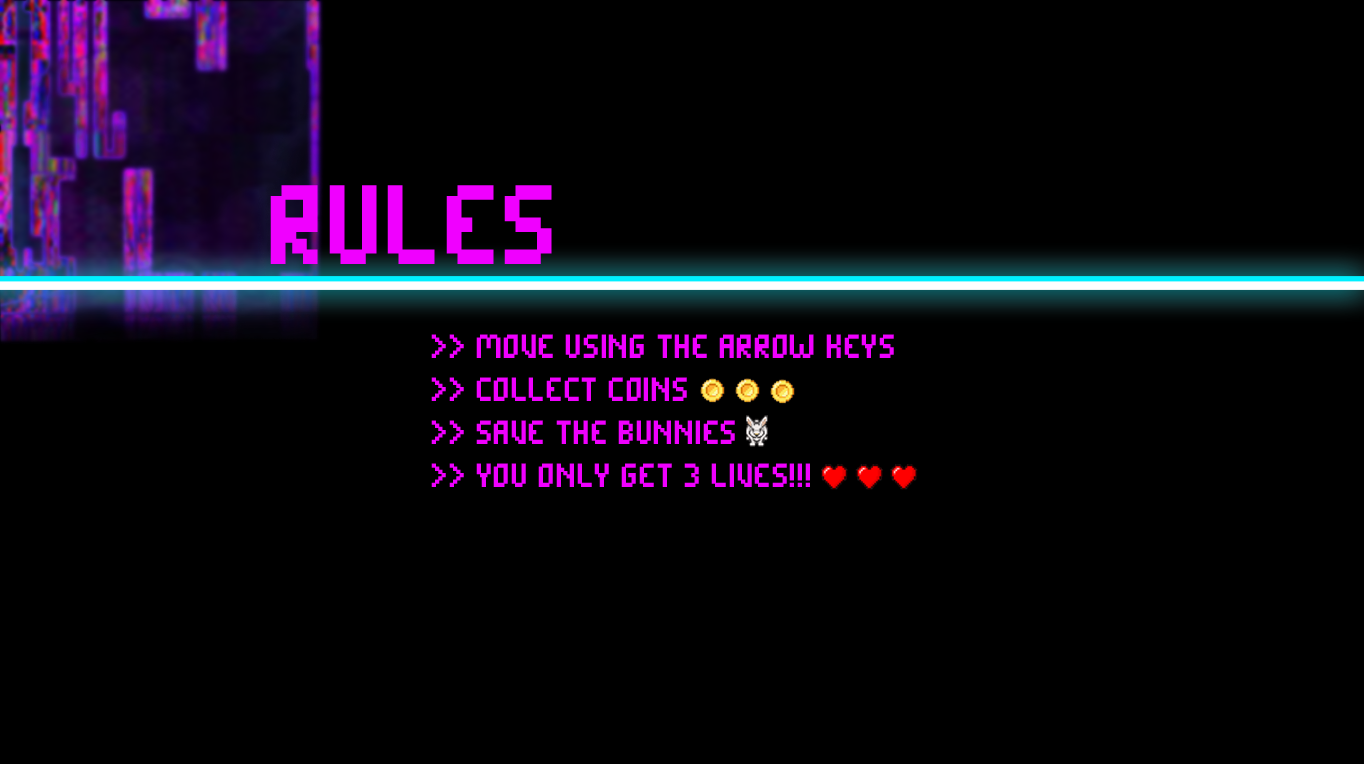 RULES
>> MOVE USING THE ARROW KEYS
>> COLLECT COINS
>> SAVE THE BUNNIES
>> YOU ONLY GET 3 LIVES!!!